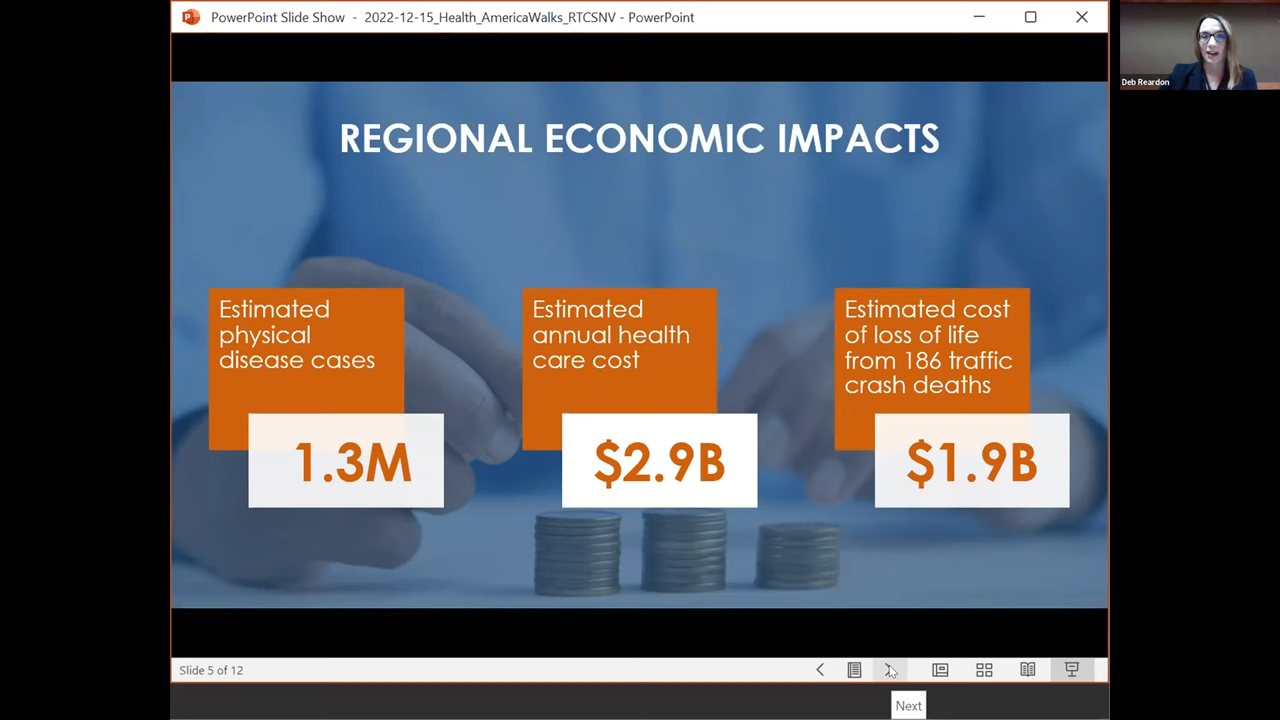 PowerPoint Slide Show - 2022-12-15_Health_AmericaWalks_RTCSNV - PowerPoint
Deb Reardon
REGIONAL ECONOMIC IMPACTS
Estimated
physical
disease cases
1.3M
Estimated
annual health
care cost
$2.9B
Estimated cost
of loss of life
from 186 traffic
crash deaths
$1.9B
Slide 5 of 12
Next